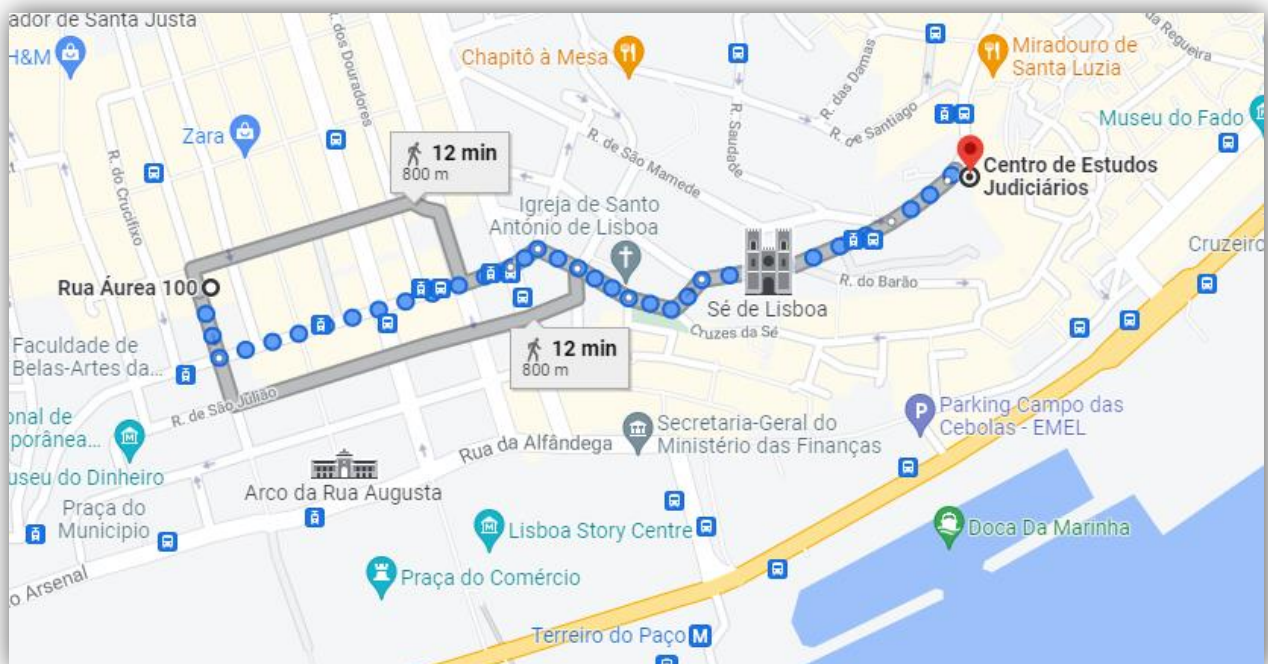 ador de Santa Justa
H&M
Zara
R. do Crucifixo
R. dos Douradores
Chapitô à Mesa
R. Saudade
R. das Damas
R. de Santiago
Miradouro de
Santa Luzia
da Regueira
Museu do Fado
12 min
800 m
R. de São Mamede
Centro de Estudos
Judiciários
Igreja de Santo
António de Lisboa
Cruzeiro
Rua Áurea 100
R. do Barão
Sé de Lisboa
Cruzes da Sé
Faculdade de
Belas-Artes da...
12 min
800 m
R. de São Julião
onal de
porânea...
useu do Dinheiro
Rua da Alfândega
Secretaria-Geral do
Ministério das Finanças
P
Parking Campo das
Cebolas - EMEL
Arco da Rua Augusta
Praça do
Municipio
Lisboa Story Centre
Doca Da Marinha
o Arsenal
Praça do Comércio
Terreiro do Paço M